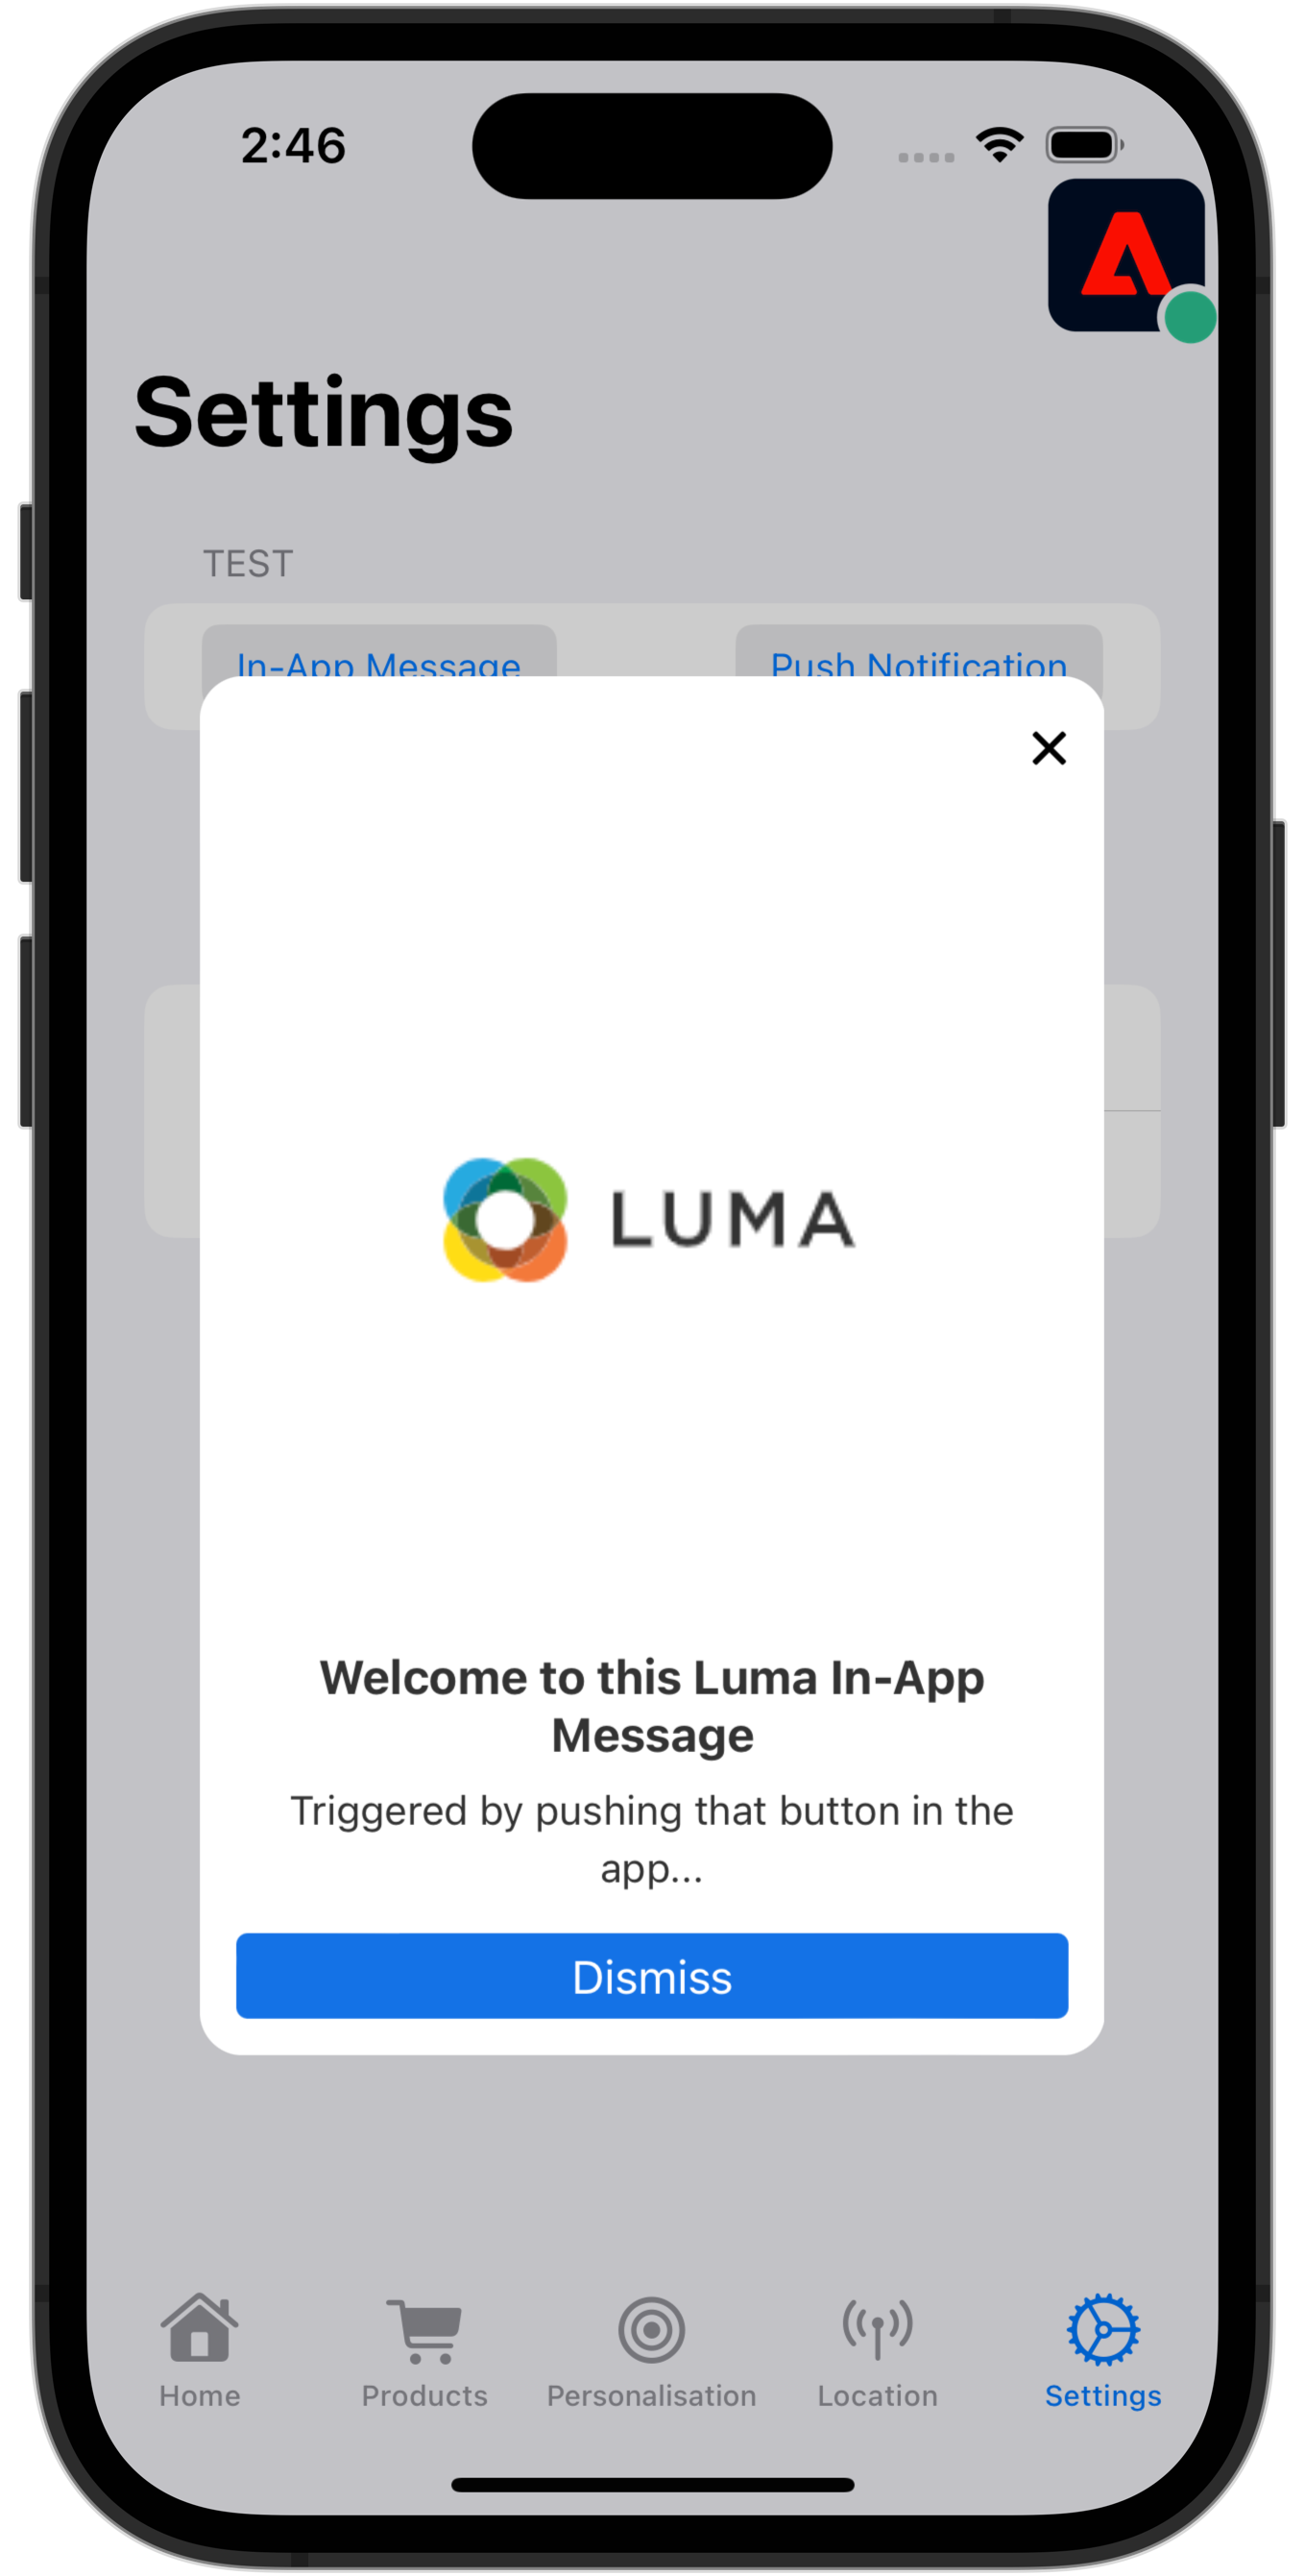 2:46
Settings
TEST
In-App Message
Push Notification
LUMA
Welcome to this Luma In-App
Message
Triggered by pushing that button in the
app...
Dismiss
Home
Products
Personalisation
Location
Settings